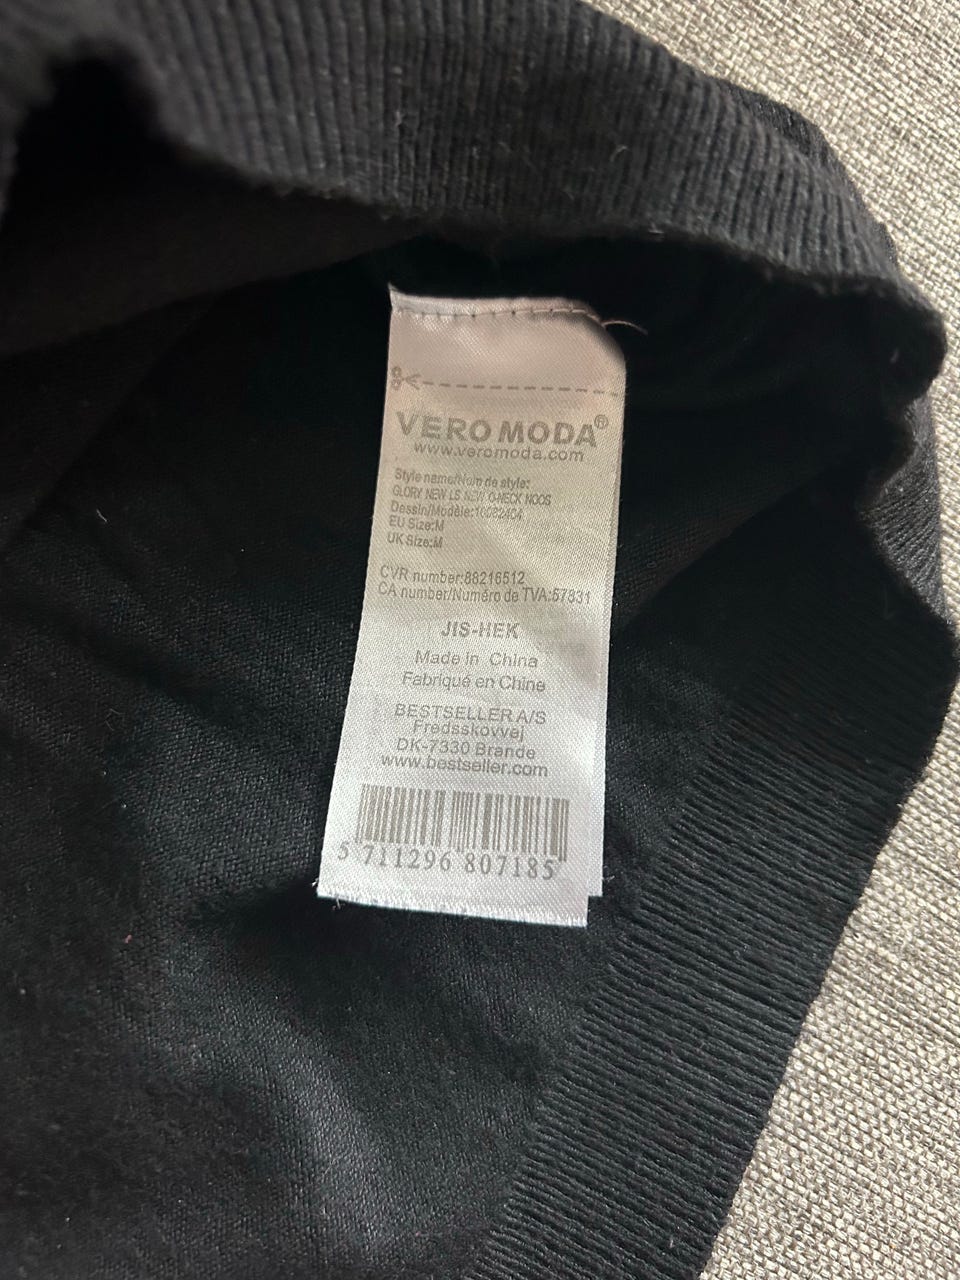 VERO MODA®
www.veromoda.com
Style name/Nom de style:
GLORY NEW LS NEW O-NECK NOOS
Dessin/Modèle:10082404
EU Size:M
UK Size:M
CVR number:88216512
CA number/Numéro de TVA:57831
JIS-HEK
Made in China
Fabriqué en Chine
BESTSELLER A/S
Fredsskovvej
DK-7330 Brande
www.bestseller.com
5 711296 807185